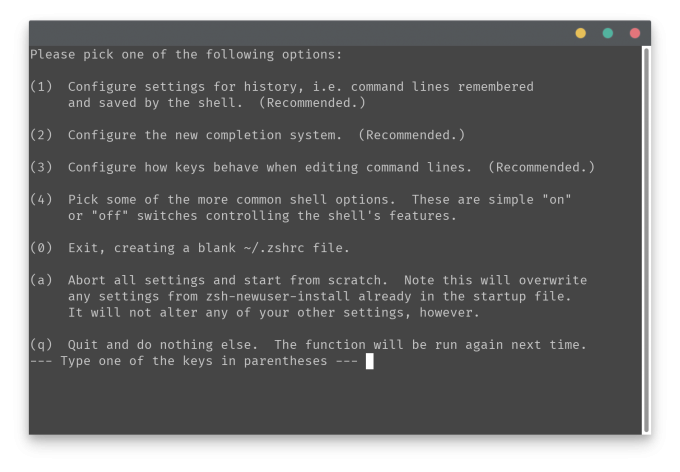 Please pick one of the following options:
(1)  Configure settings for history, i.e. command lines remembered
     and saved by the shell.  (Recommended.)
(2)  Configure the new completion system.  (Recommended.)
(3)  Configure how keys behave when editing command lines.  (Recommended.)
(4)  Pick some of the more common shell options.  These are simple "on"
     or "off" switches controlling the shell's features.
(0)  Exit, creating a blank ~/.zshrc file.
(a)  Abort all settings and start from scratch.  Note this will overwrite
     any settings from zsh-newuser-install already in the startup file.
     It will not alter any of your other settings, however.
(q)  Quit and do nothing else.  The function will be run again next time.
--- Type one of the keys in parentheses ---